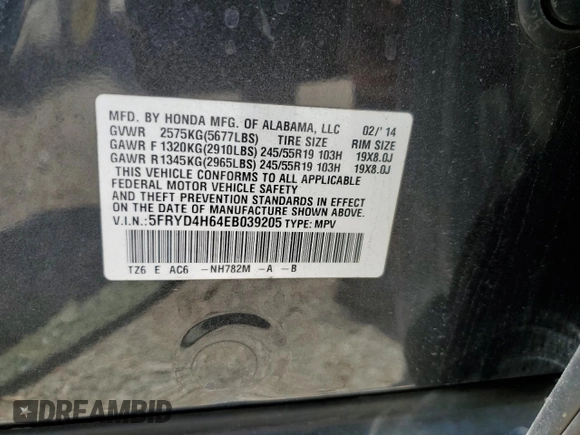 MFD. BY HONDA MFG. OF ALABAMA, LLC 02/'14
GVWR 2575KG(5677LBS) TIRE SIZE RIM SIZE
GAWR F 1320KG(2910LBS) 245/55R19 103H 19X8.0J
GAWR R 1345KG(2965LBS) 245/55R19 103H 19X8.0J
THIS VEHICLE CONFORMS TO ALL APPLICABLE
FEDERAL MOTOR VEHICLE SAFETY
AND THEFT PREVENTION STANDARDS IN EFFECT
ON THE DATE OF MANUFACTURE SHOWN ABOVE.
V.I.N.: 5FRYD4H64EB039205 TYPE: MPV
TZ6 E AC6 -NH782M -A -B
DREAMBID